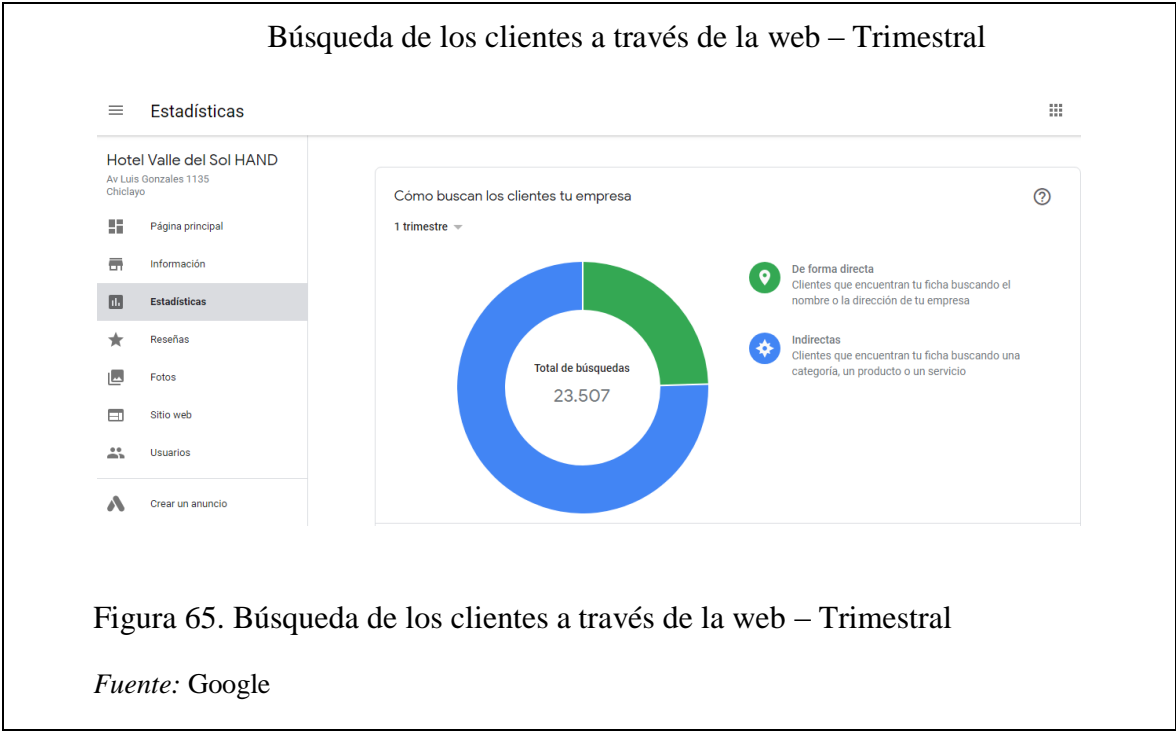 Búsqueda de los clientes a través de la web – Trimestral
Estadísticas
Hotel Valle del Sol HAND
Av Luis Gonzales 1135
Chiclayo
Página principal
Información
Estadísticas
Reseñas
Fotos
Sitio web
Usuarios
Crear un anuncio
Cómo buscan los clientes tu empresa
1 trimestre
Total de búsquedas
23.507
De forma directa
Clientes que encuentran tu ficha buscando el
nombre o la dirección de tu empresa
Indirectas
Clientes que encuentran tu ficha buscando una
categoría, un producto o un servicio
Figura 65. Búsqueda de los clientes a través de la web – Trimestral
Fuente: Google